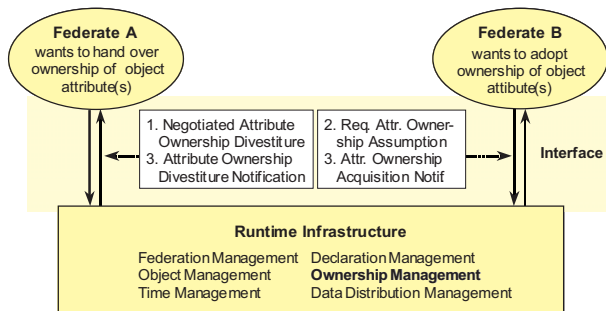 Federate A
wants to hand over
ownership of object
attribute(s)
Federate B
wants to adopt
ownership of object
attibute(s)
1. Negotiated Attribute
Ownership Divestiture
3. Attribute Ownership
Divestiture Notification
2. Req. Attr. Owner-
ship Assumption
3. Attr. Ownership
Acquisition Notif
Interface
Runtime Infrastructure
Federation Management Declaration Management
Object Management Ownership Management
Time Management Data Distribution Management